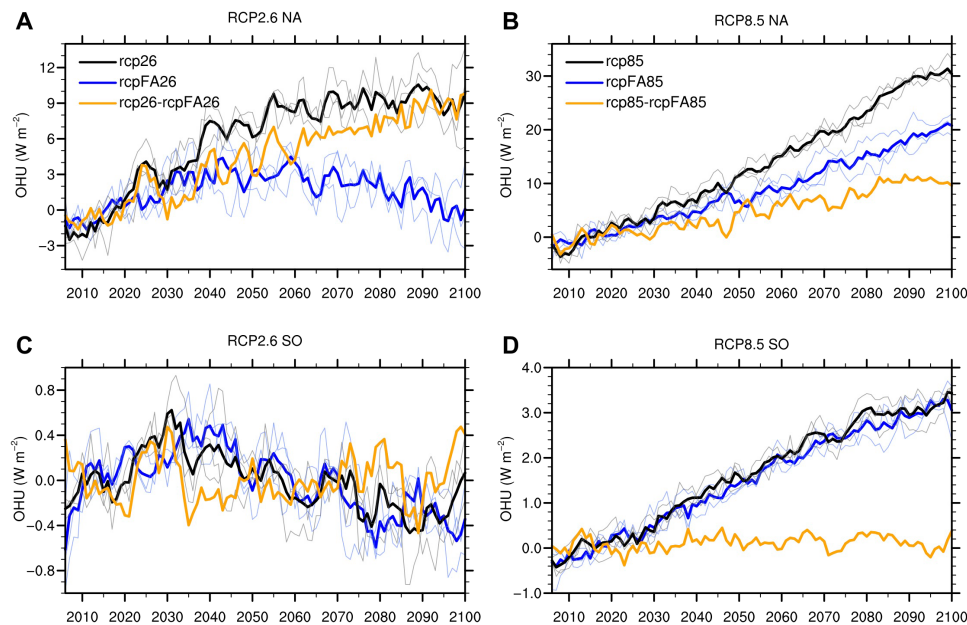 A
RCP2.6 NA
OHU (W m⁻²)
12
9
6
3
0
−3
rcp26
rcpFA26
rcp26-rcpFA26
2010 2020 2030 2040 2050 2060 2070 2080 2090 2100
B
RCP8.5 NA
OHU (W m⁻²)
30
20
10
0
rcp85
rcpFA85
rcp85-rcpFA85
2010 2020 2030 2040 2050 2060 2070 2080 2090 2100
C
RCP2.6 SO
OHU (W m⁻²)
0.8
0.4
0.0
−0.4
−0.8
2010 2020 2030 2040 2050 2060 2070 2080 2090 2100
D
RCP8.5 SO
OHU (W m⁻²)
4.0
3.0
2.0
1.0
0.0
−1.0
2010 2020 2030 2040 2050 2060 2070 2080 2090 2100